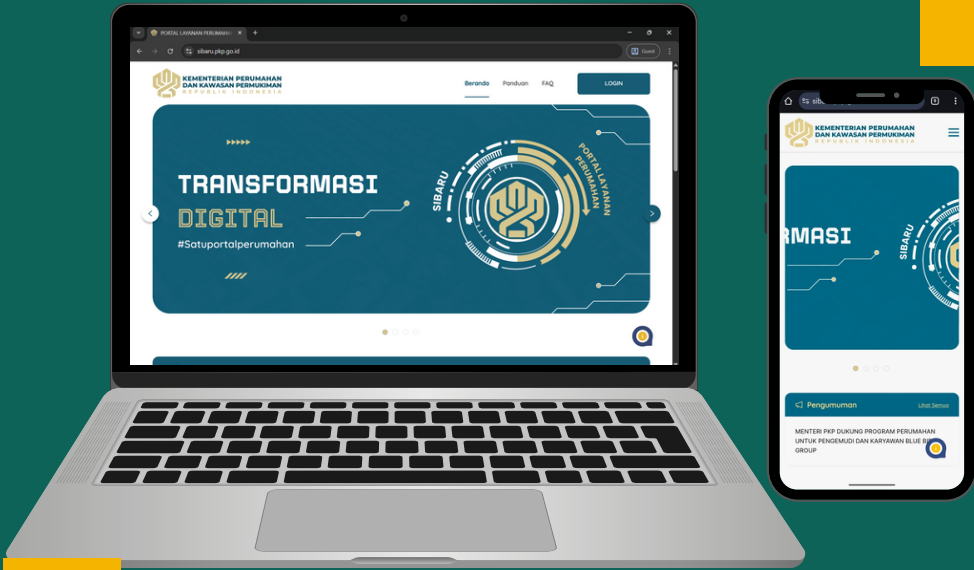 PORTAL LAYANAN PERUMAHAN
sibaru.pkp.go.id
Guest
KEMENTERIAN PERUMAHAN
DAN KAWASAN PERMUKIMAN
REPUBLIK INDONESIA
Beranda
Panduan
FAQ
LOGIN
TRANSFORMASI
DIGITAL
#Satuportalperumahan
SIBARU
PORTAL LAYANAN
PERUMAHAN
KEMENTERIAN PERUMAHAN
DAN KAWASAN PERMUKIMAN
REPUBLIK INDONESIA
RMASI
SIBARU
Pengumuman
Lihat Semua
MENTERI PKP DUKUNG PROGRAM PERUMAHAN
UNTUK PENGEMUDI DAN KARYAWAN BLUE
GROUP